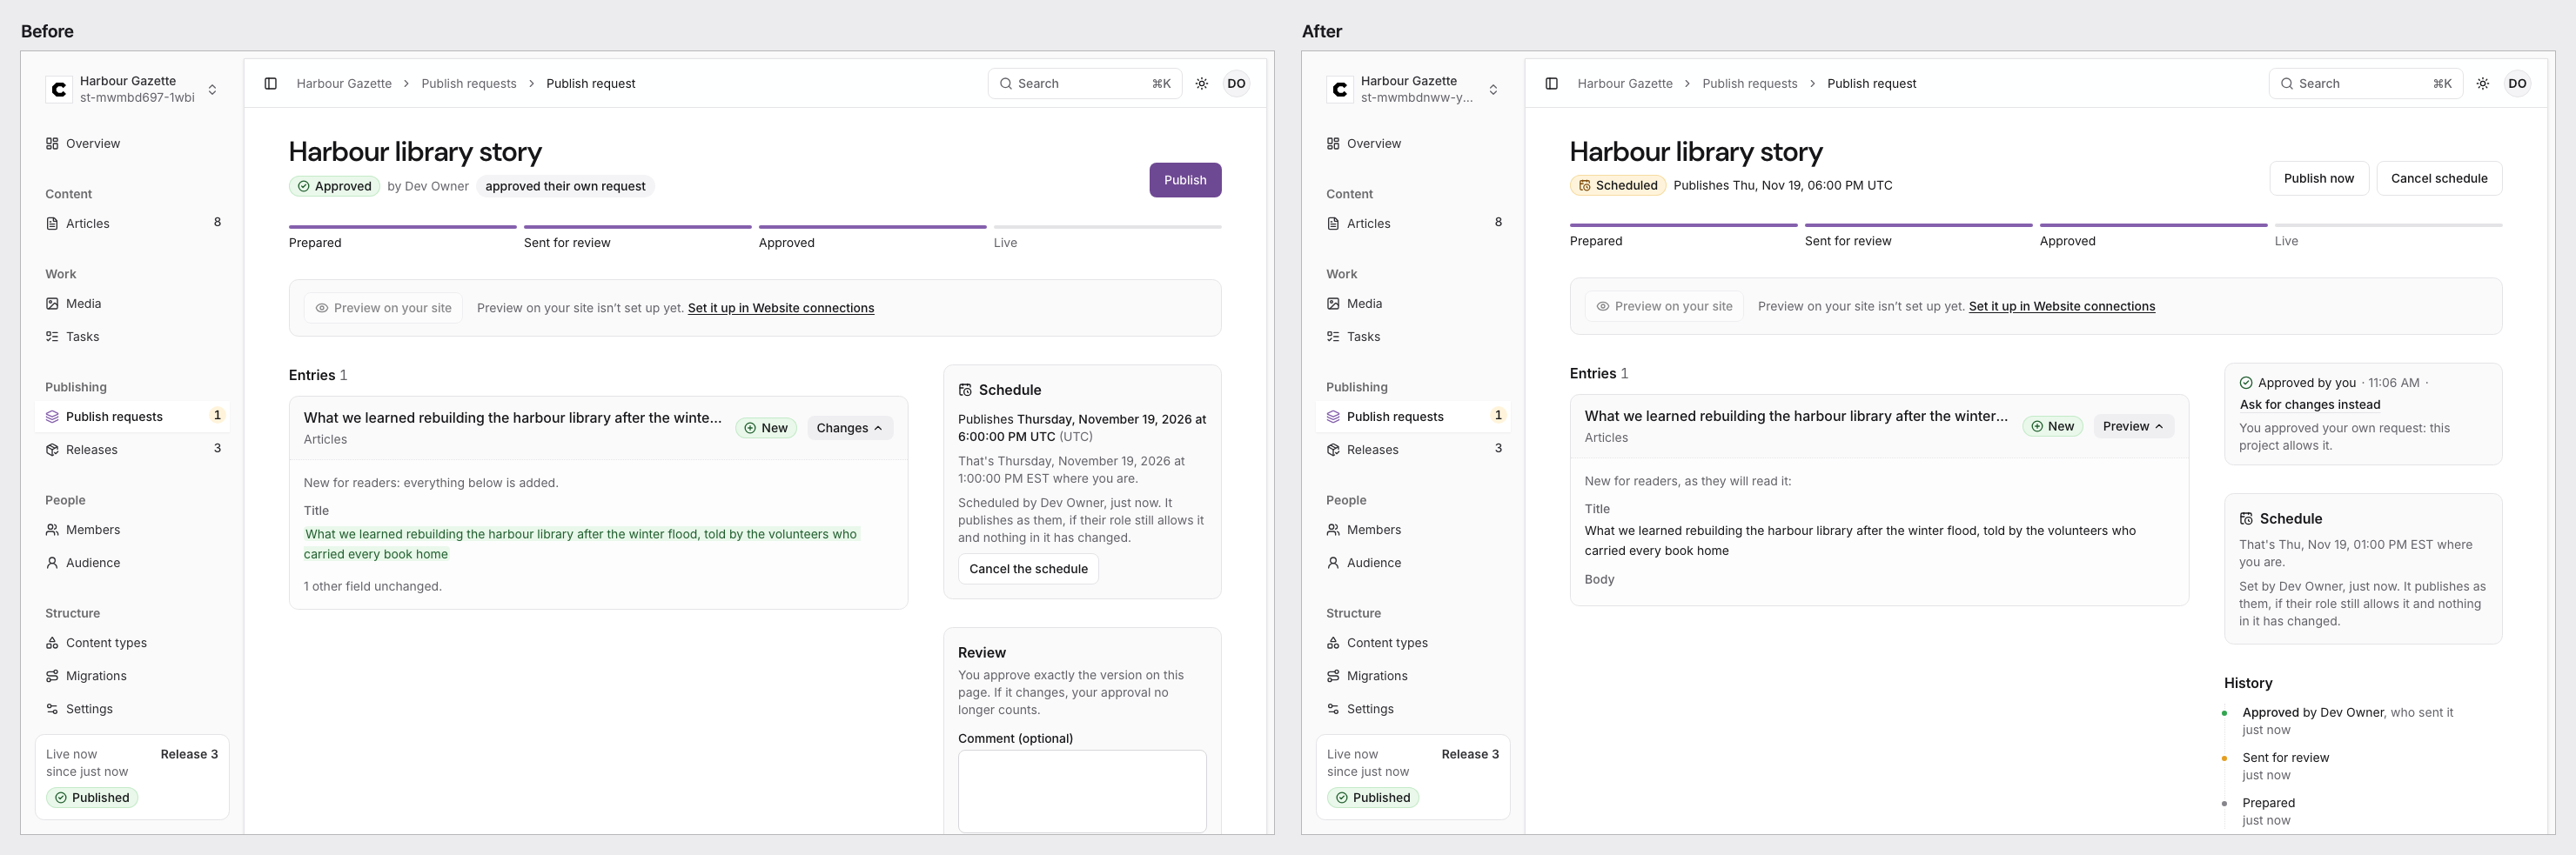 Before
Harbour Gazette
st-mwmbd697-1wbi
Overview
Content
Articles 8
Work
Media
Tasks
Publishing
Publish requests 1
Releases 3
People
Members
Audience
Structure
Content types
Migrations
Settings
Live now Release 3
since just now
Published
Harbour Gazette > Publish requests > Publish request
Search ⌘K
DO
Harbour library story
Approved by Dev Owner approved their own request
Publish
Prepared
Sent for review
Approved
Live
Preview on your site Preview on your site isn’t set up yet. Set it up in Website connections
Entries 1
What we learned rebuilding the harbour library after the winte... New Changes
Articles
New for readers: everything below is added.
Title
What we learned rebuilding the harbour library after the winter flood, told by the volunteers who
carried every book home
1 other field unchanged.
Schedule
Publishes Thursday, November 19, 2026 at
6:00:00 PM UTC (UTC)
That's Thursday, November 19, 2026 at
1:00:00 PM EST where you are.
Scheduled by Dev Owner, just now. It
publishes as them, if their role still allows it
and nothing in it has changed.
Cancel the schedule
Review
You approve exactly the version on this
page. If it changes, your approval no
longer counts.
Comment (optional)
After
Harbour Gazette
st-mwmbdnww-y...
Overview
Content
Articles 8
Work
Media
Tasks
Publishing
Publish requests 1
Releases 3
People
Members
Audience
Structure
Content types
Migrations
Settings
Live now Release 3
since just now
Published
Harbour Gazette > Publish requests > Publish request
Search ⌘K
DO
Harbour library story
Scheduled Publishes Thu, Nov 19, 06:00 PM UTC
Publish now
Cancel schedule
Prepared
Sent for review
Approved
Live
Preview on your site Preview on your site isn’t set up yet. Set it up in Website connections
Entries 1
What we learned rebuilding the harbour library after the winter... New Preview
Articles
New for readers, as they will read it:
Title
What we learned rebuilding the harbour library after the winter flood, told by the volunteers who
carried every book home
Body
Approved by you · 11:06 AM ·
Ask for changes instead
You approved your own request: this
project allows it.
Schedule
That's Thu, Nov 19, 01:00 PM EST where
you are.
Set by Dev Owner, just now. It publishes as
them, if their role still allows it and nothing
in it has changed.
History
Approved by Dev Owner, who sent it
just now
Sent for review
just now
Prepared
just now